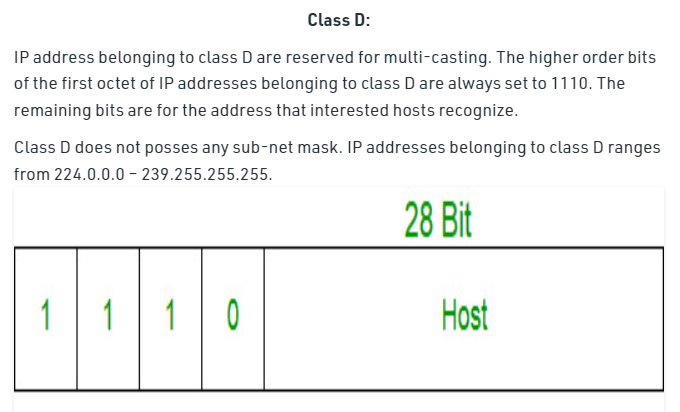 Class D:
IP address belonging to class D are reserved for multi-casting. The higher order bits
of the first octet of IP addresses belonging to class D are always set to 1110. The
remaining bits are for the address that interested hosts recognize.
Class D does not posses any sub-net mask. IP addresses belonging to class D ranges
from 224.0.0.0 – 239.255.255.255.
28 Bit
1 1 1 0 Host